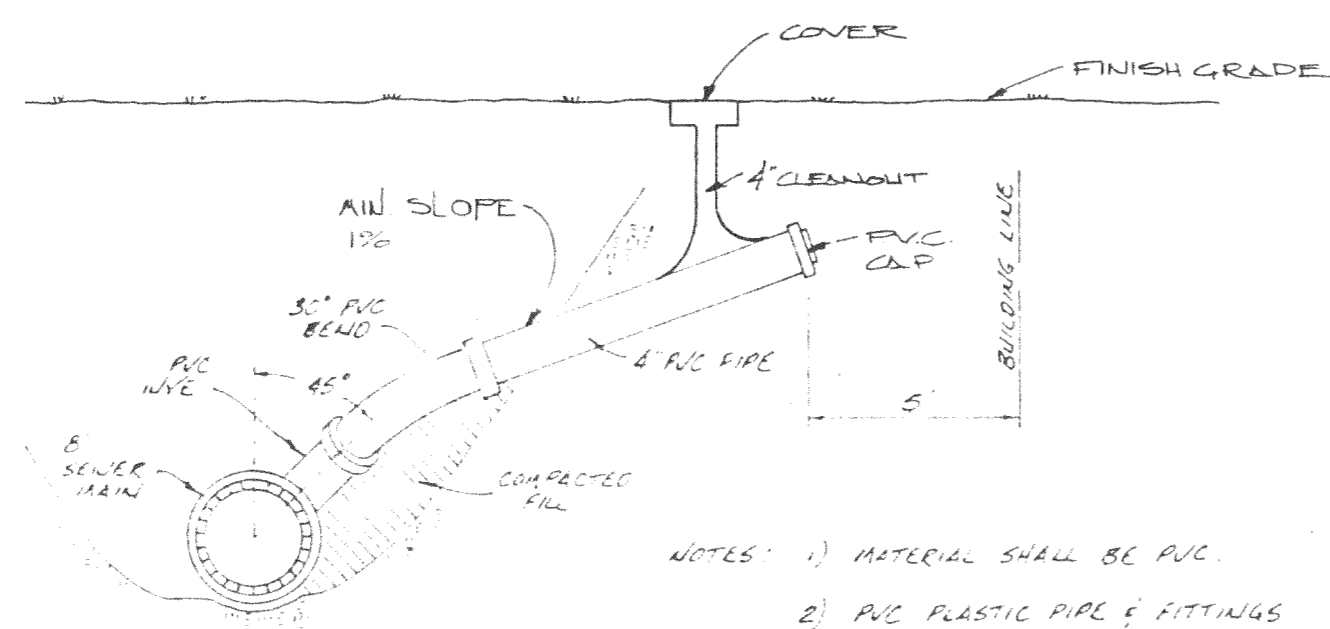 COVER
FINISH GRADE
4" CLEANOUT
MIN. SLOPE
1%
P.V.C.
CAP
BUILDING LINE
30° PVC
BEND
4" PVC PIPE
PVC
45°
5'
8"
SEWER
MAIN
COMPACTED
FILL
NOTES: 1) MATERIAL SHALL BE PVC.
2) PVC PLASTIC PIPE & FITTINGS